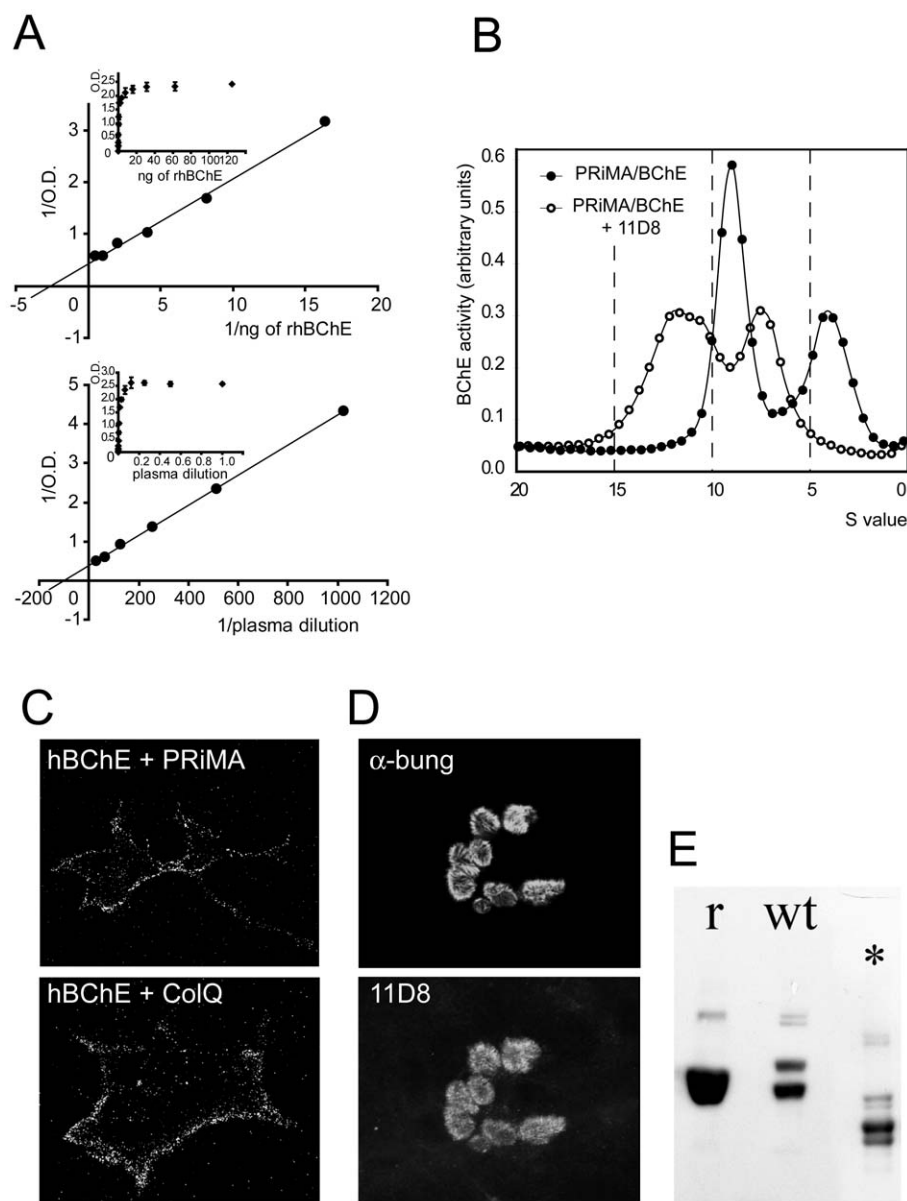 A
O.D.
2.5
2.0
1.5
1.0
0.5
0
20 40 60 80 100 120
ng of rhBChE
1/O.D.
3
2
1
0
-1
-5 5 10 15 20
1/ng of rhBChE
O.D.
3.0
2.5
2.0
1.5
1.0
0.5
0
0.2 0.4 0.6 0.8 1.0
plasma dilution
1/O.D.
5
4
3
2
1
0
-1
-200 200 400 600 800 1000 1200
1/plasma dilution
B
BChE activity (arbitrary units)
0.6
0.5
0.4
0.3
0.2
0.1
0.0
PRiMA/BChE
PRiMA/BChE
+ 11D8
20 15 10 5 0
S value
C
hBChE + PRiMA
hBChE + ColQ
D
α-bung
11D8
E
r wt *